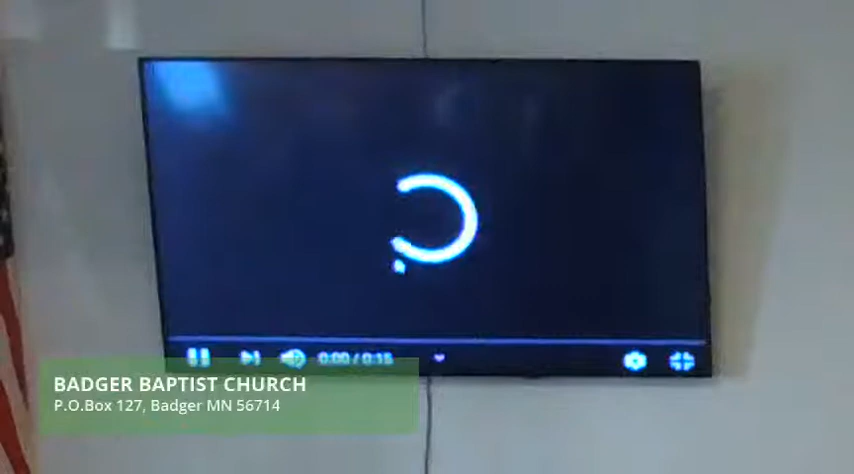 0:00 / 0:15
BADGER BAPTIST CHURCH
P.O.Box 127, Badger MN 56714